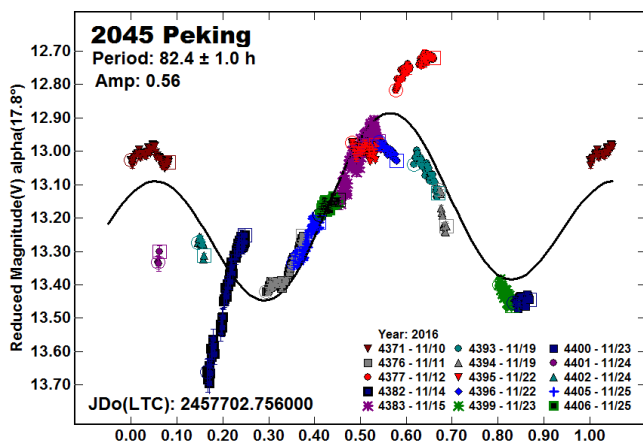 2045 Peking
Period: 82.4 ± 1.0 h
Amp: 0.56
Reduced Magnitude(V) alpha(17.8°)
12.70
12.80
12.90
13.00
13.10
13.20
13.30
13.40
13.50
13.60
13.70
Year: 2016
4371 - 11/10 4393 - 11/19 4400 - 11/23
4376 - 11/11 4394 - 11/19 4401 - 11/24
4377 - 11/12 4395 - 11/22 4402 - 11/24
4382 - 11/14 4396 - 11/22 4405 - 11/25
4383 - 11/15 4399 - 11/23 4406 - 11/25
JDo(LTC): 2457702.756000
0.00 0.10 0.20 0.30 0.40 0.50 0.60 0.70 0.80 0.90 1.00